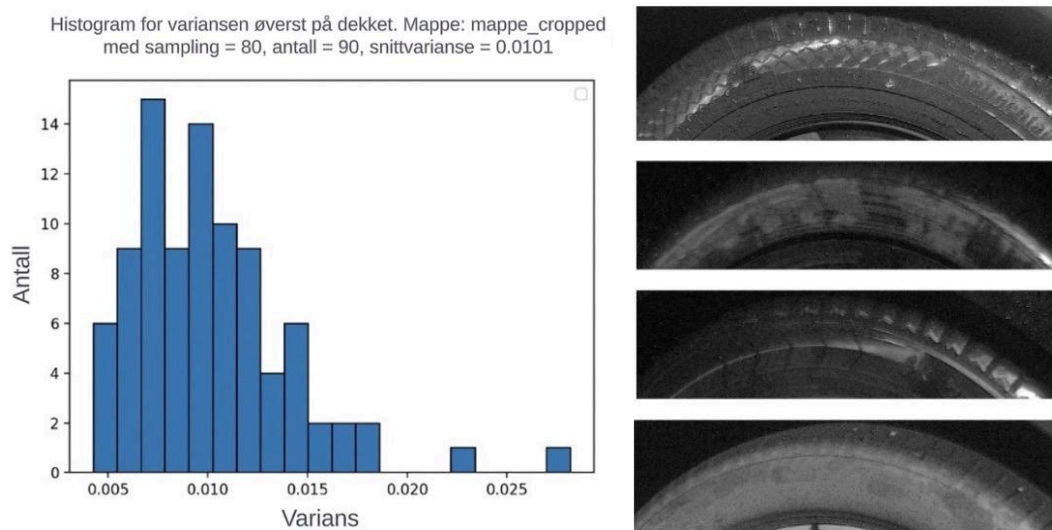 Histogram for variansen øverst på dekket. Mappe: mappe_cropped
med sampling = 80, antall = 90, snittvarianse = 0.0101
14
12
10
8
6
4
2
0
Antall
0.005 0.010 0.015 0.020 0.025
Varians